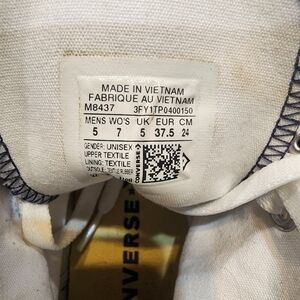 MADE IN VIETNAM
FABRIQUE AU VIETNAM
M8437 3FY1TP0400150
MENS WO'S UK EUR CM
5 7 5 37.5 24
GENDER: UNISEX
UPPER: TEXTILE
LINING: TEXTILE
CONVERSE